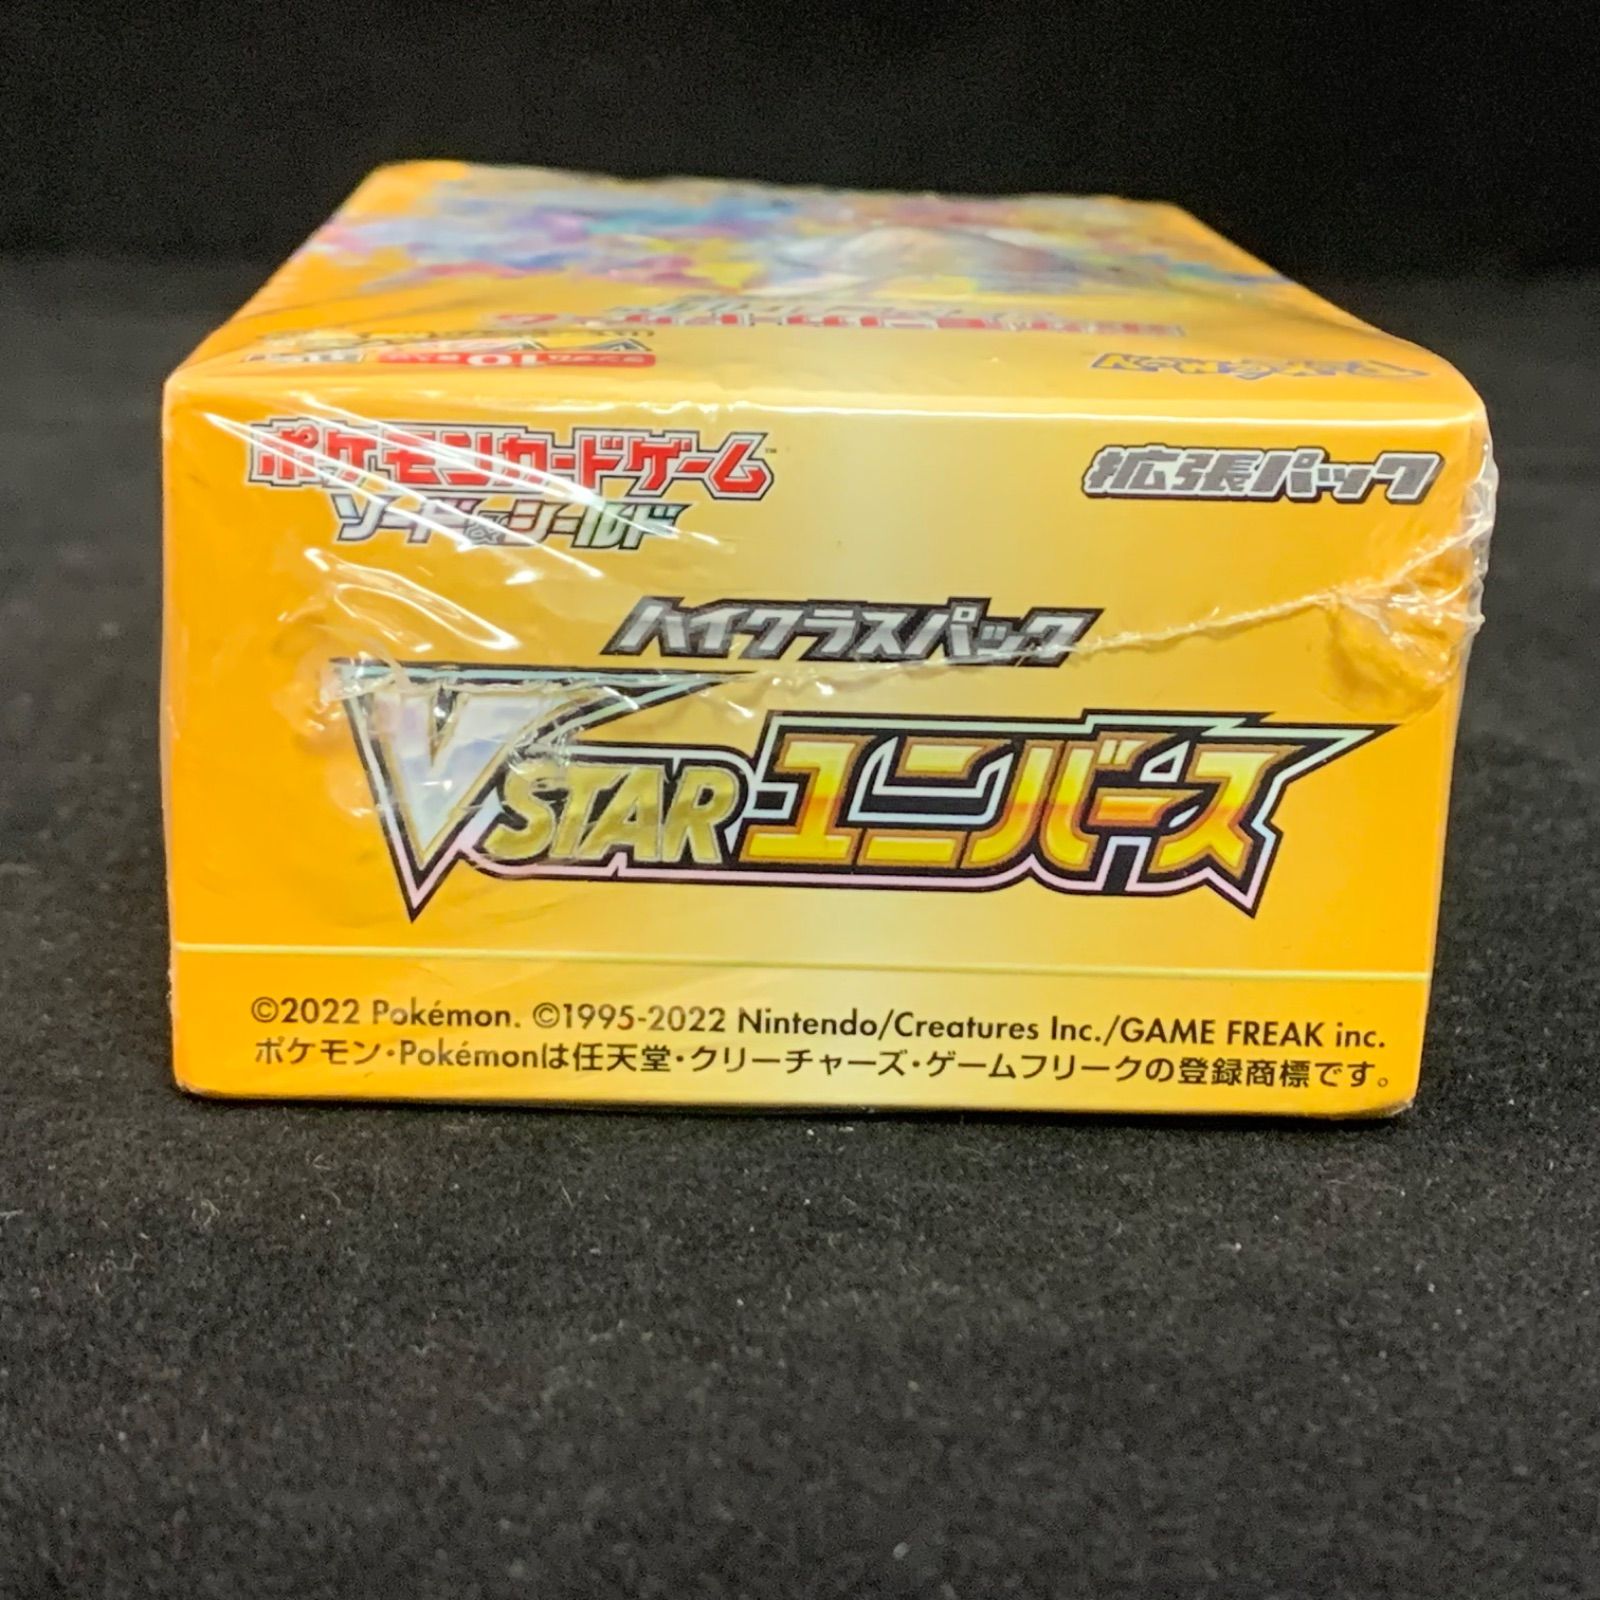 ポケモンカードゲーム
ソード&シールド
拡張パック
ハイクラスパック
VSTARユニバース
©2022 Pokémon. ©1995-2022 Nintendo/Creatures Inc./GAME FREAK inc.
ポケモン・Pokémonは任天堂・クリーチャーズ・ゲームフリークの登録商標です。